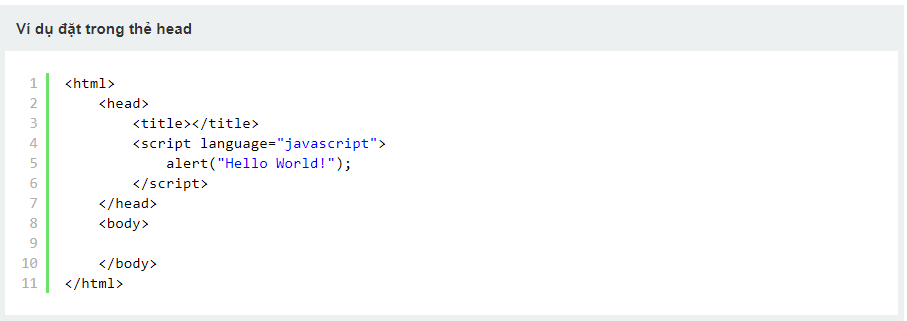 Ví dụ đặt trong thẻ head
1 <html>
2     <head>
3         <title></title>
4         <script language="javascript">
5             alert("Hello World!");
6         </script>
7     </head>
8     <body>
9
10     </body>
11 </html>